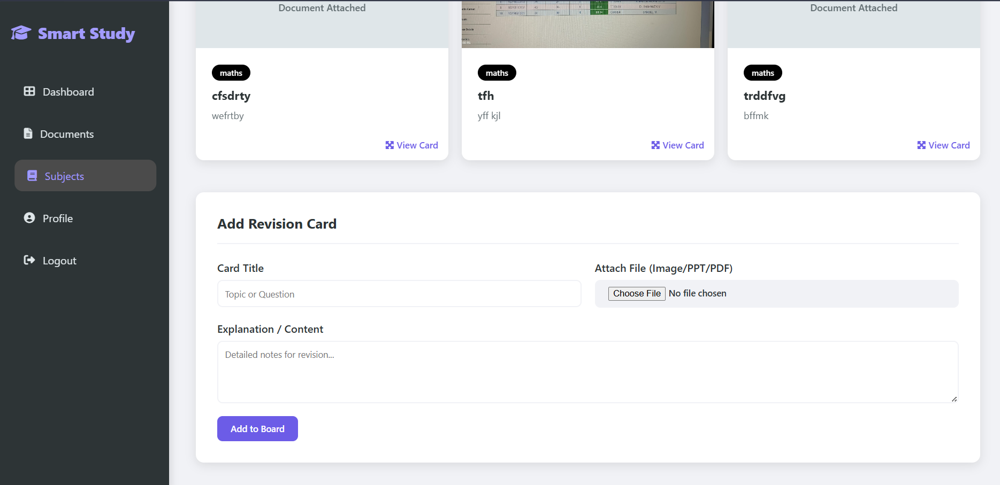 Smart Study
Dashboard
Documents
Subjects
Profile
Logout
Document Attached
Document Attached
maths
cfsdrty
wefrtby
View Card
maths
tfh
yff kjl
View Card
maths
trddfvg
bffmk
View Card
Add Revision Card
Card Title
Topic or Question
Attach File (Image/PPT/PDF)
Choose File No file chosen
Explanation / Content
Detailed notes for revision...
Add to Board